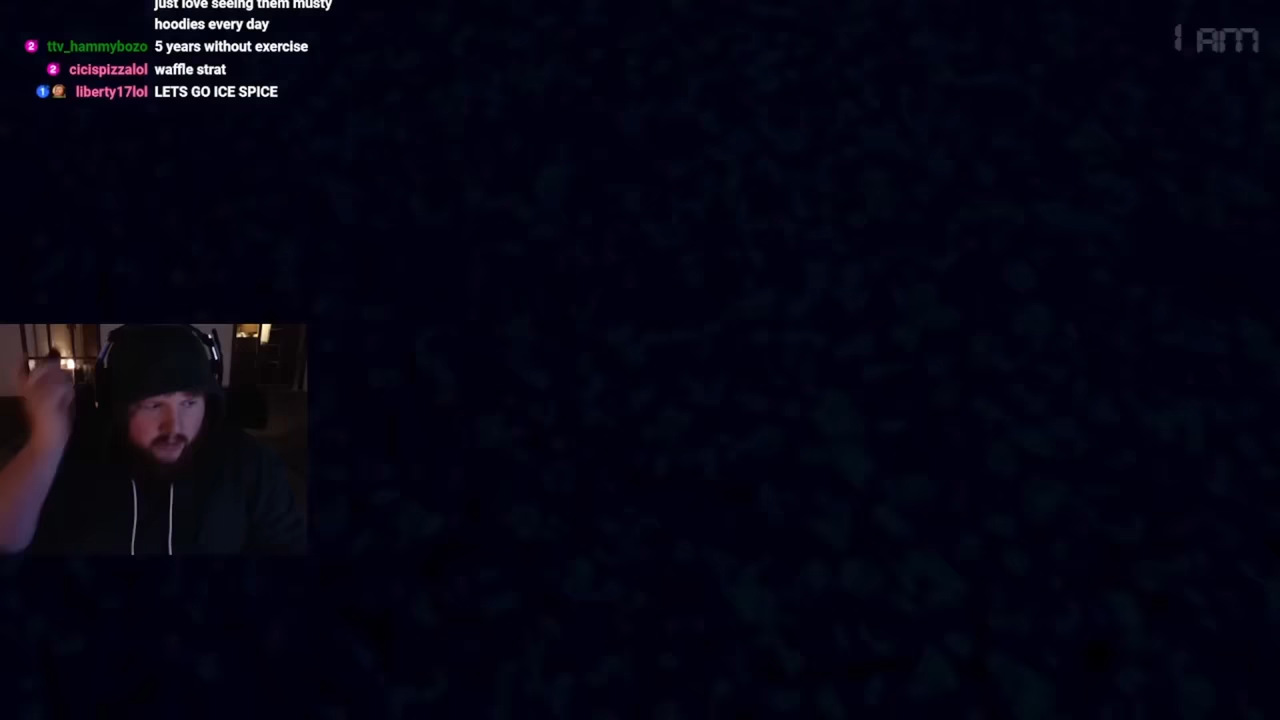 just love seeing them musty
hoodies every day
2 ttv_hammybozo 5 years without exercise
2 cicispizzalol waffle strat
1 liberty17lol LETS GO ICE SPICE
I AM